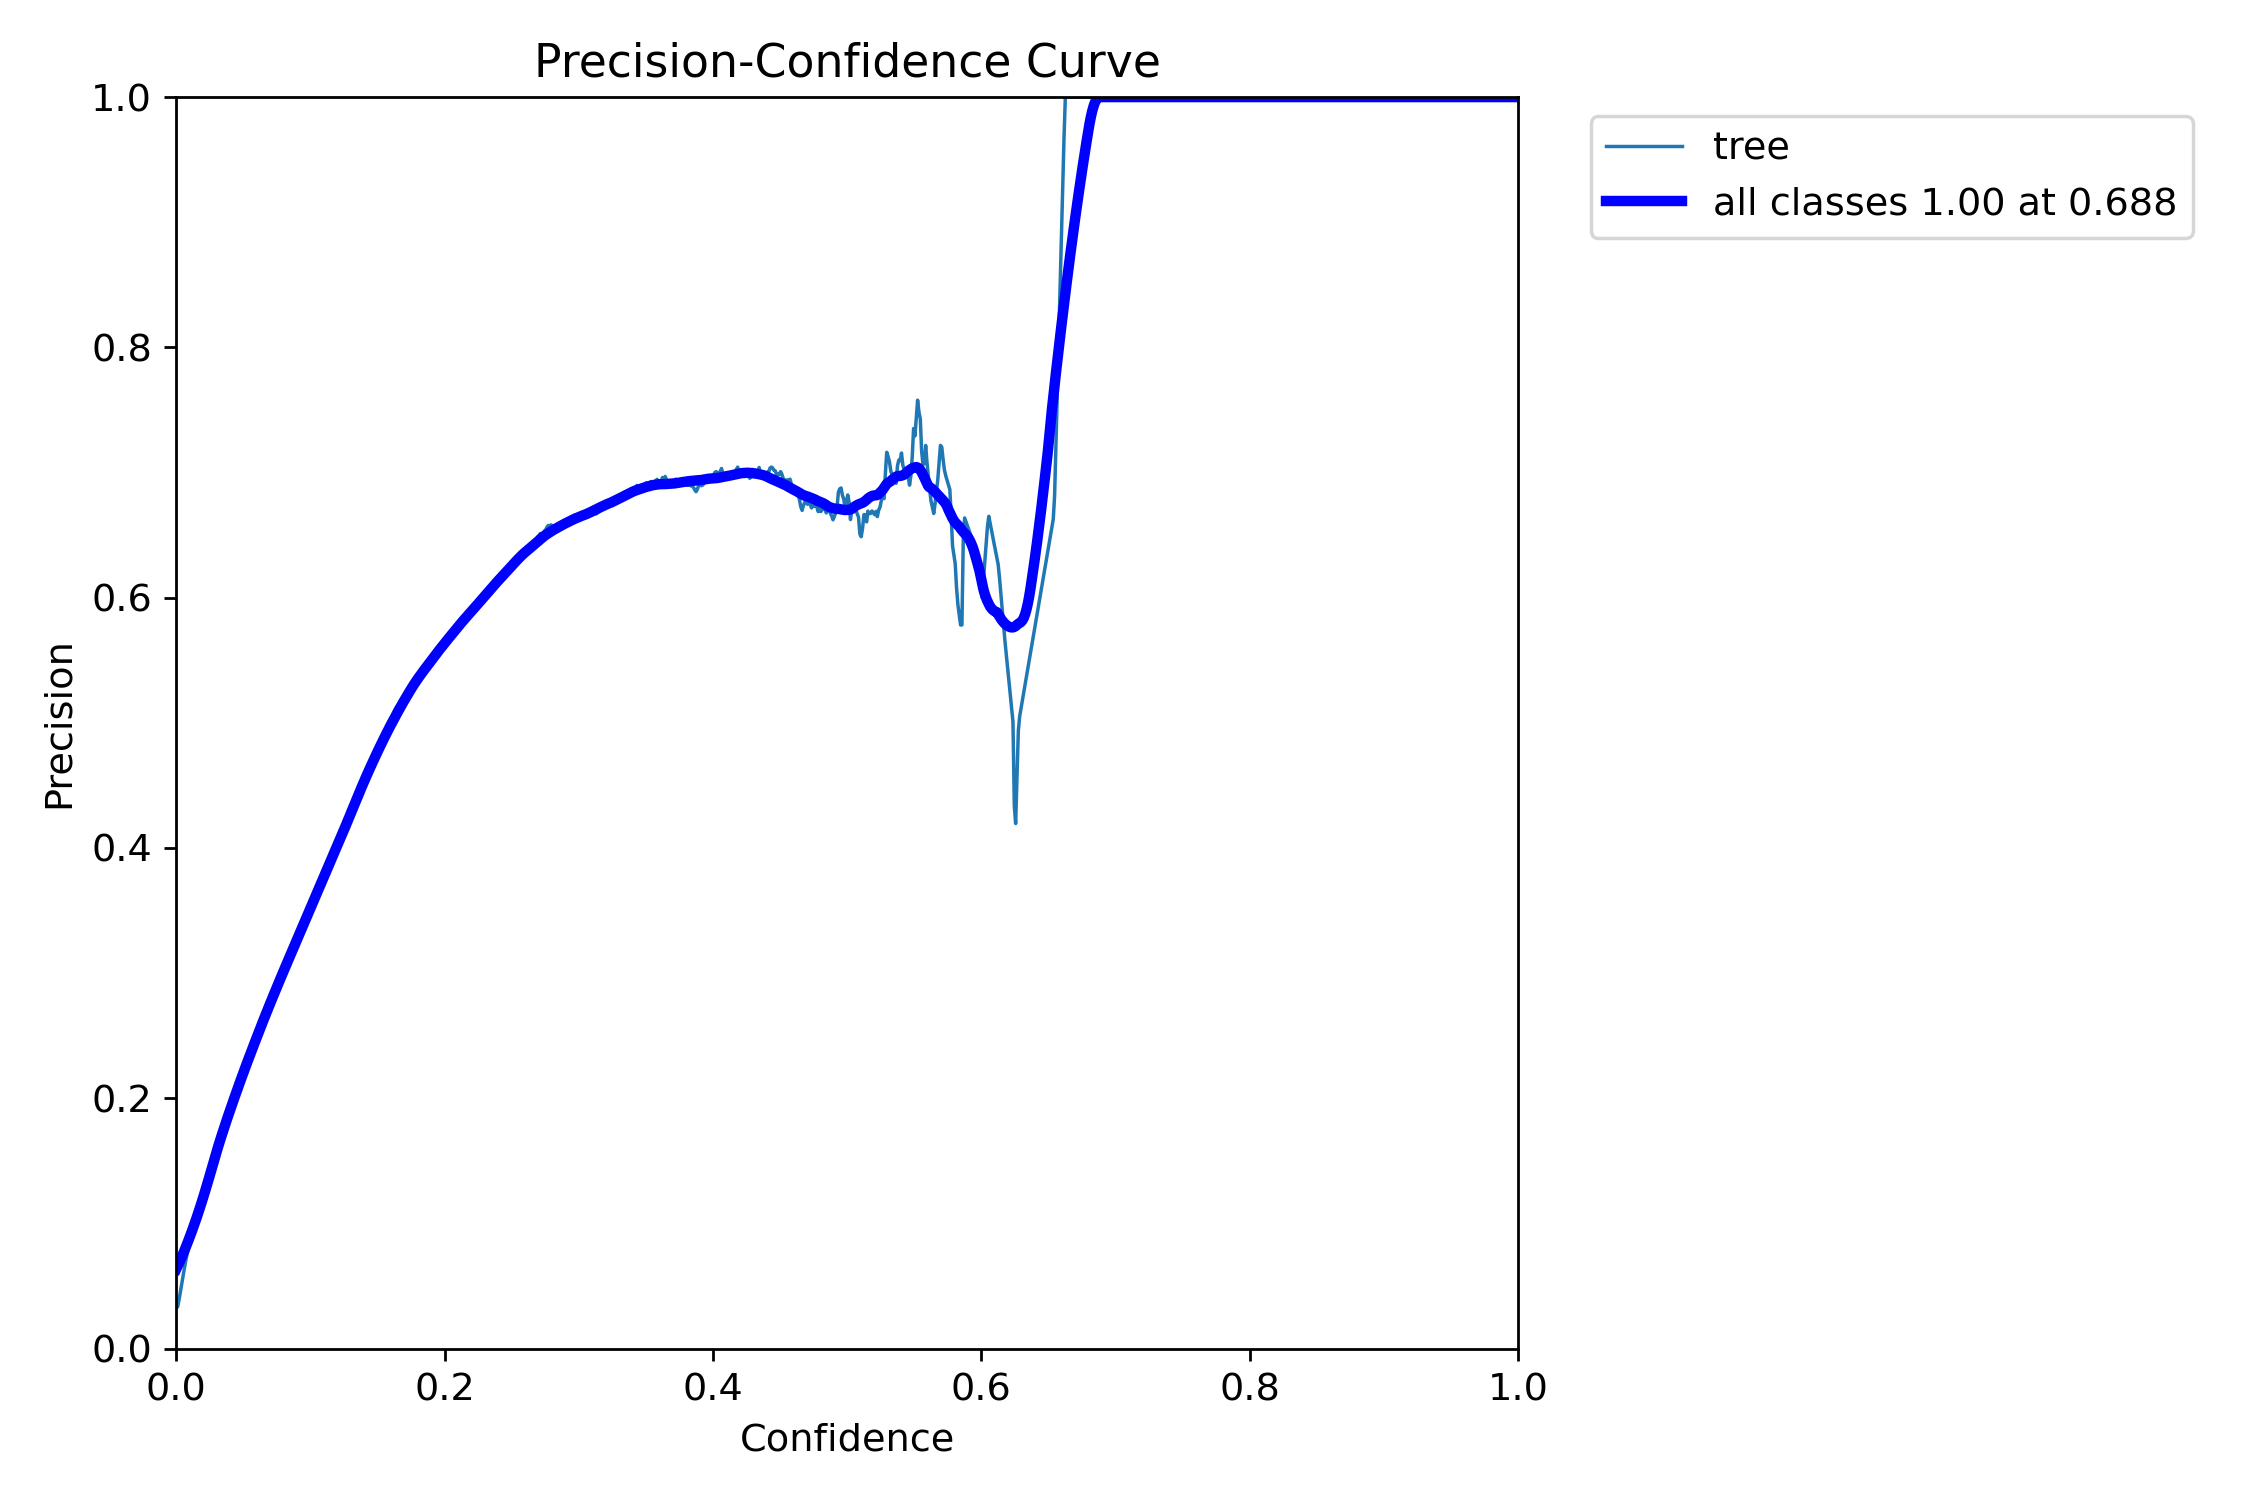 Precision-Confidence Curve
tree
all classes 1.00 at 0.688
1.0
0.8
0.6
0.4
0.2
0.0
Precision
0.0 0.2 0.4 0.6 0.8 1.0
Confidence